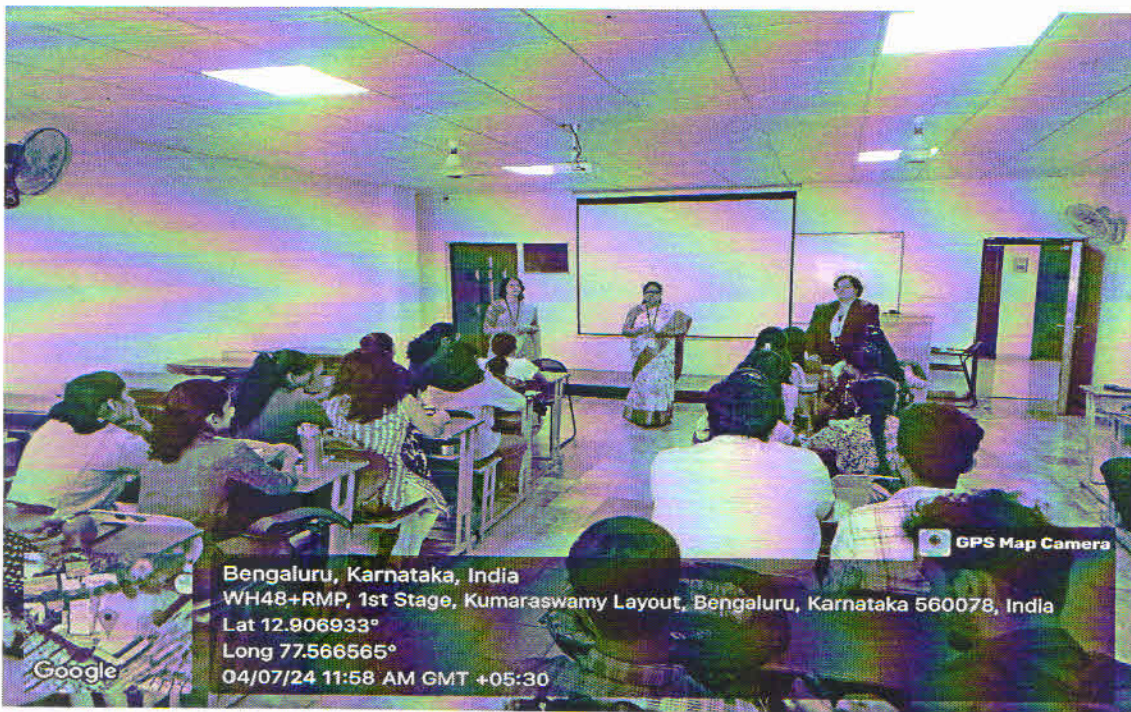 GPS Map Camera
Bengaluru, Karnataka, India
WH48+RMP, 1st Stage, Kumaraswamy Layout, Bengaluru, Karnataka 560078, India
Lat 12.906933°
Long 77.566565°
04/07/24 11:58 AM GMT +05:30
Google